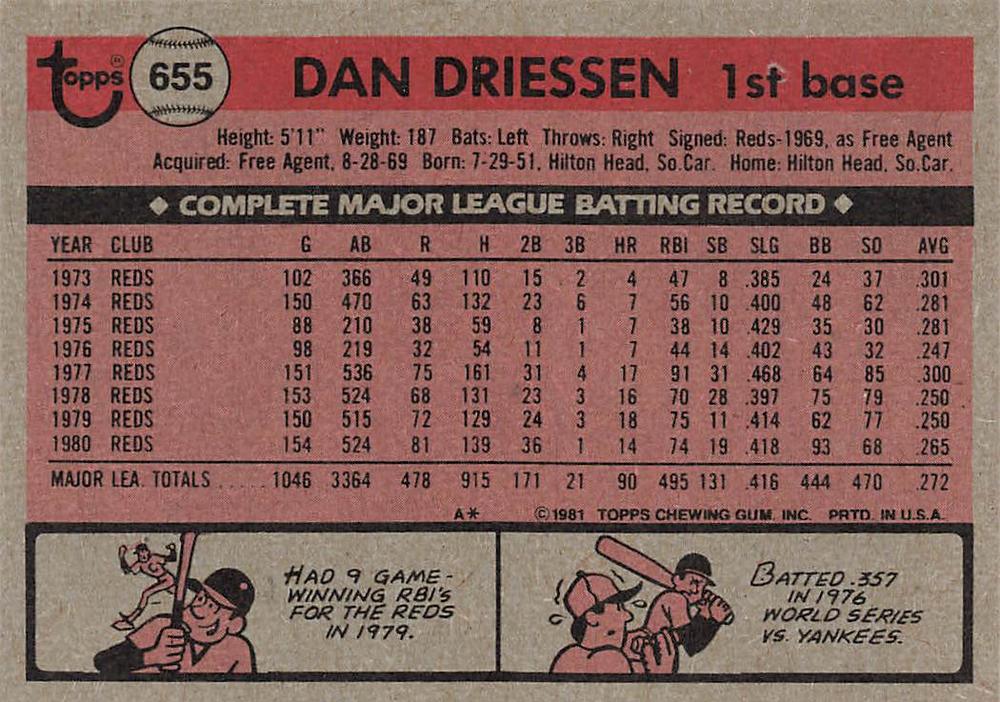 topps®
655
DAN DRIESSEN 1st base
Height: 5'11" Weight: 187 Bats: Left Throws: Right Signed: Reds-1969, as Free Agent
Acquired: Free Agent, 8-28-69 Born: 7-29-51, Hilton Head, So.Car. Home: Hilton Head, So.Car.
◆ COMPLETE MAJOR LEAGUE BATTING RECORD ◆
YEAR CLUB G AB R H 2B 3B HR RBI SB SLG BB SO AVG
1973 REDS 102 366 49 110 15 2 4 47 8 .385 24 37 .301
1974 REDS 150 470 63 132 23 6 7 56 10 .400 48 62 .281
1975 REDS 88 210 38 59 8 1 7 38 10 .429 35 30 .281
1976 REDS 98 219 32 54 11 1 7 44 14 .402 43 32 .247
1977 REDS 151 536 75 161 31 4 17 91 31 .468 64 85 .300
1978 REDS 153 524 68 131 23 3 16 70 28 .397 75 79 .250
1979 REDS 150 515 72 129 24 3 18 75 11 .414 62 77 .250
1980 REDS 154 524 81 139 36 1 14 74 19 .418 93 68 .265
MAJOR LEA. TOTALS ..... 1046 3364 478 915 171 21 90 495 131 .416 444 470 .272
A* ©1981 TOPPS CHEWING GUM, INC. PRTD. IN U.S.A.
HAD 9 GAME-
WINNING RBI's
FOR THE REDS
IN 1979.
BATTED .357
IN 1976
WORLD SERIES
VS. YANKEES.